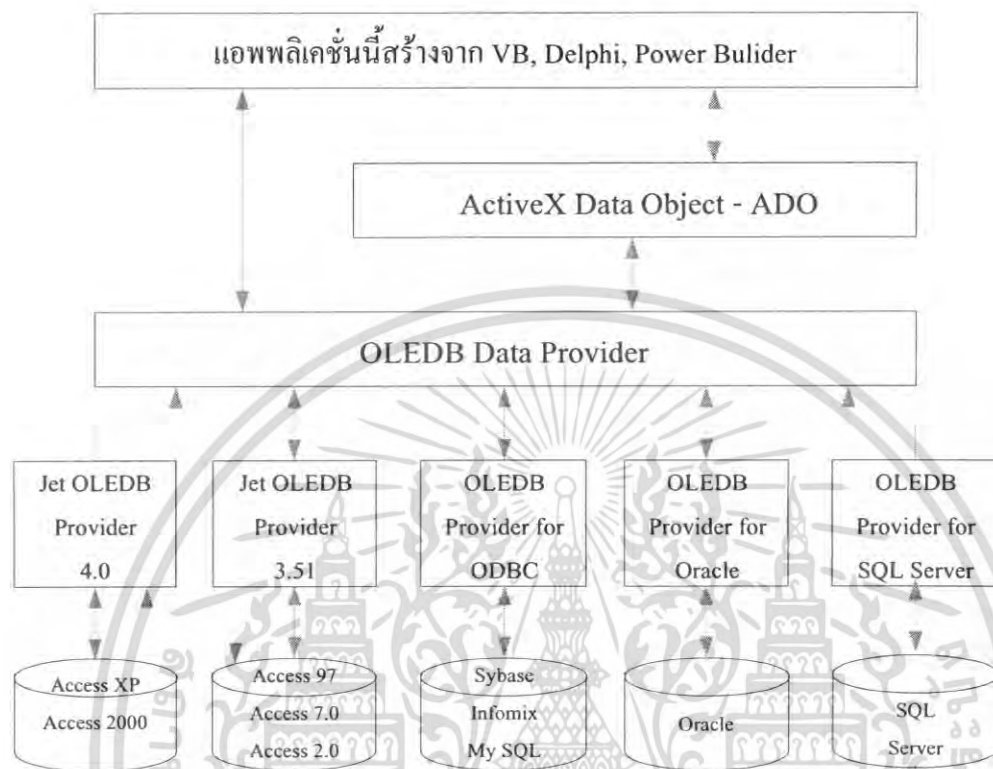 แอพพลิเคชั่นนี้สร้างจาก VB, Delphi, Power Bulider
ActiveX Data Object - ADO
OLEDB Data Provider
Jet OLEDB
Provider
4.0
Jet OLEDB
Provider
3.51
OLEDB
Provider for
ODBC
OLEDB
Provider for
Oracle
OLEDB
Provider for
SQL Server
Access XP
Access 2000
Access 97
Access 7.0
Access 2.0
Sybase
Infomix
My SQL
Oracle
SQL
Server